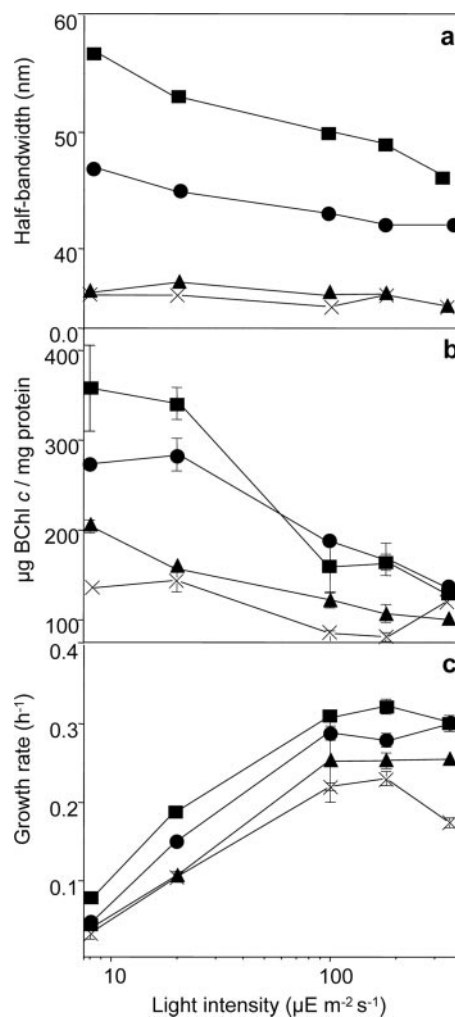 60
a
50
Half-bandwidth (nm)
40
0.0
b
400
300
µg BChl c / mg protein
200
100
0.4
c
0.3
Growth rate (h-1)
0.2
0.1
10
100
Light intensity (µE m-2 s-1)